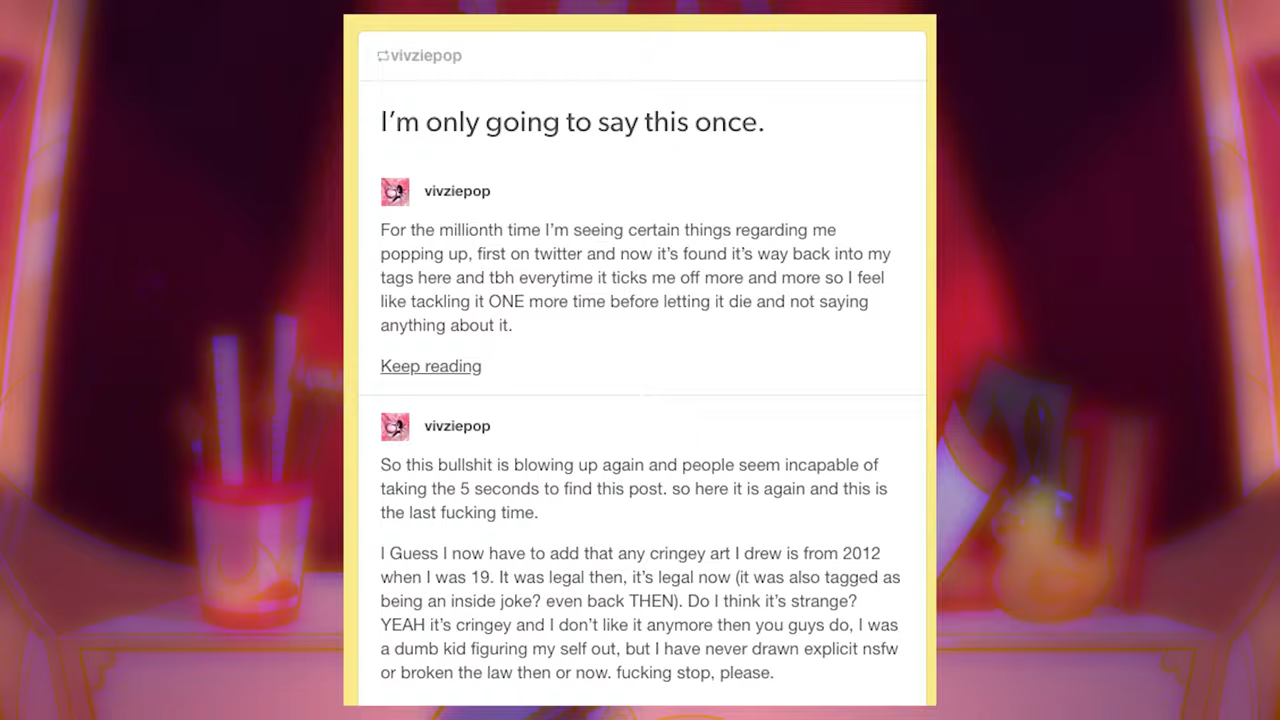 vivziepop
I’m only going to say this once.
vivziepop
For the millionth time I’m seeing certain things regarding me
popping up, first on twitter and now it’s found it’s way back into my
tags here and tbh everytime it ticks me off more and more so I feel
like tackling it ONE more time before letting it die and not saying
anything about it.
Keep reading
vivziepop
So this bullshit is blowing up again and people seem incapable of
taking the 5 seconds to find this post. so here it is again and this is
the last fucking time.
I Guess I now have to add that any cringey art I drew is from 2012
when I was 19. It was legal then, it’s legal now (it was also tagged as
being an inside joke? even back THEN). Do I think it’s strange?
YEAH it’s cringey and I don’t like it anymore then you guys do, I was
a dumb kid figuring my self out, but I have never drawn explicit nsfw
or broken the law then or now. fucking stop, please.